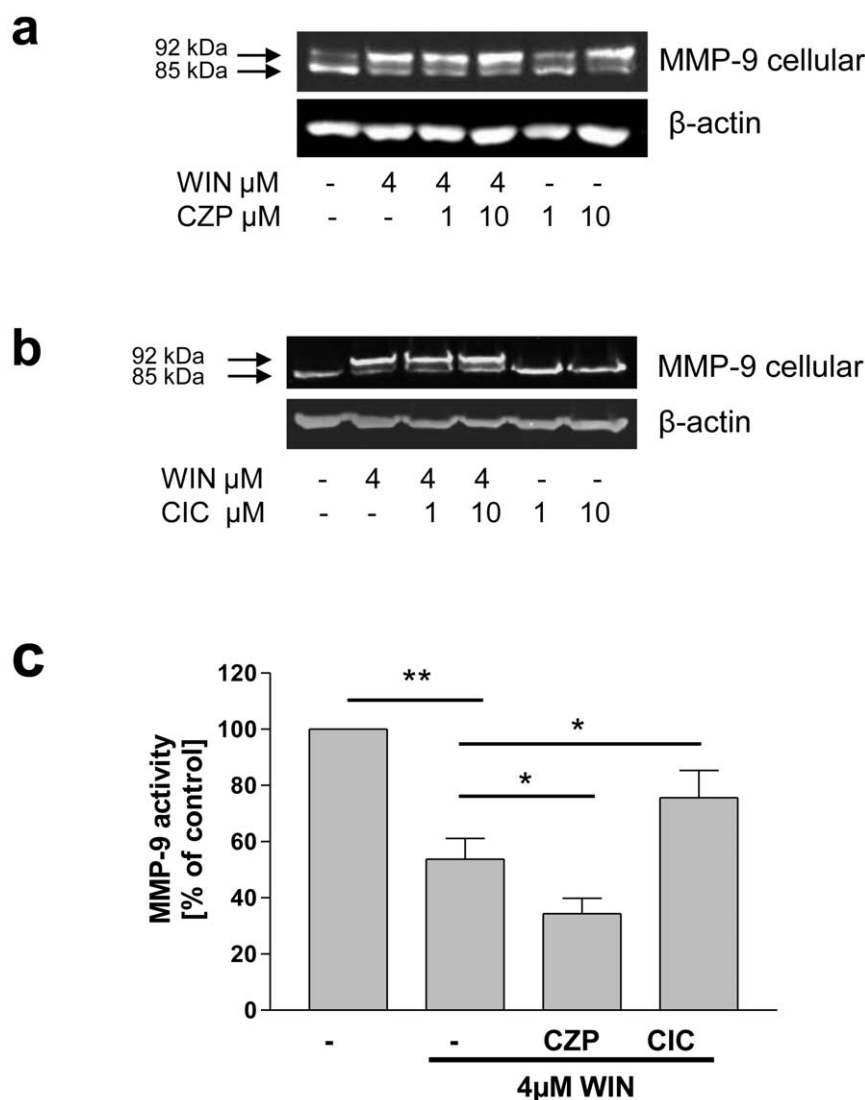 a
92 kDa
85 kDa
MMP-9 cellular
β-actin
WIN µM - 4 4 4 - -
CZP µM - - 1 10 1 10
b
92 kDa
85 kDa
MMP-9 cellular
β-actin
WIN µM - 4 4 4 - -
CIC µM - - 1 10 1 10
c
MMP-9 activity
[% of control]
120
100
80
60
40
20
0
**
*
*
- - CZP CIC
4µM WIN